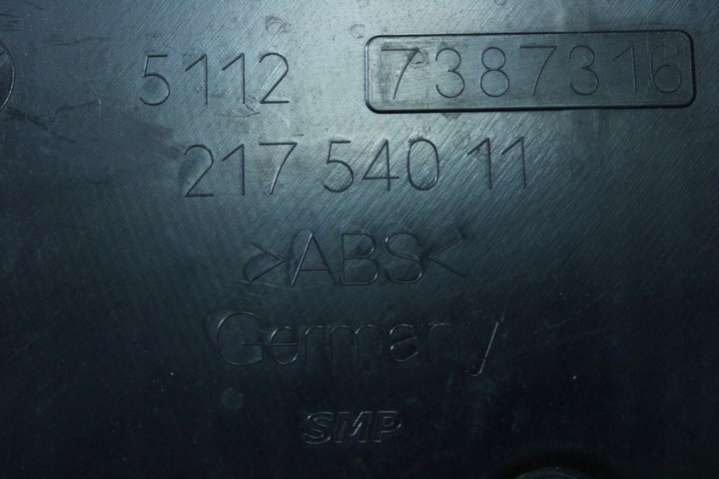 5112 7387316
217 540 11
>ABS<
Germany
SMP